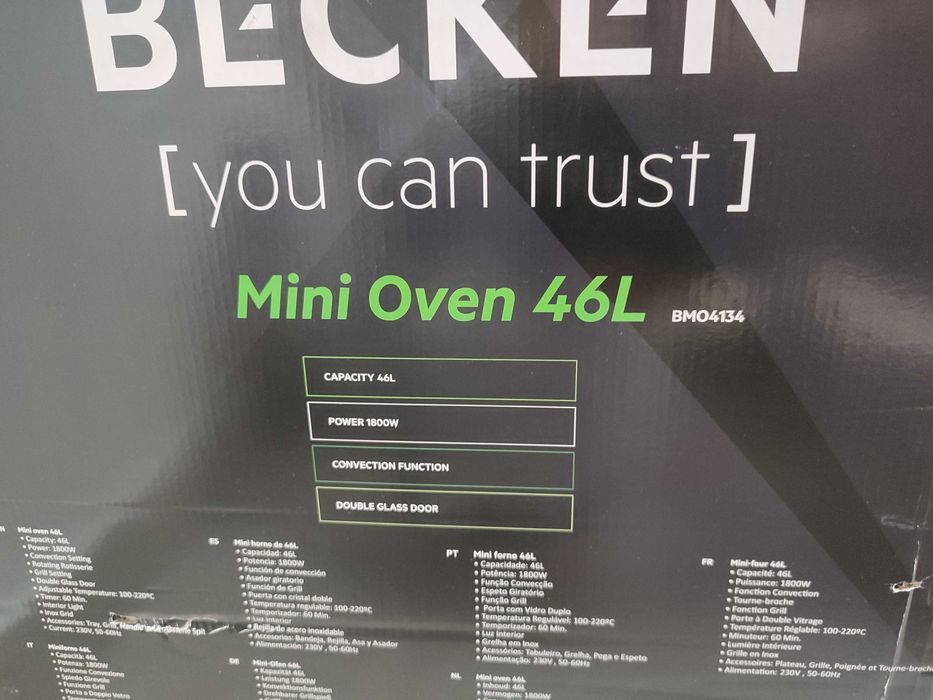 BECKEN
[you can trust]
Mini Oven 46L BMO4134
CAPACITY 46L
POWER 1800W
CONVECTION FUNCTION
DOUBLE GLASS DOOR
Mini oven 46L
• Capacity: 46L
• Power: 1800W
• Convection Setting
• Rotating Rotisserie
• Grill Setting
• Double Glass Door
• Adjustable Temperature: 100-220ºC
• Timer: 60 Min.
• Interior Light
• Inox Grid
• Accessories: Tray, Grill, Handle and Rotisserie Spit
• Current: 230V, 50-60Hz
ES Mini horno de 46L
• Capacidad: 46L
• Potencia: 1800W
• Función de convección
• Asador giratorio
• Función de Grill
• Puerta con cristal doble
• Temperatura regulable: 100-220ºC
• Temporizador: 60 Min.
• Luz interior
• Rejilla de acero inoxidable
• Accesorios: Bandeja, Rejilla, Asa y Asador
• Alimentación: 230V, 50-60Hz
PT Mini forno 46L
• Capacidade: 46L
• Potência: 1800W
• Função Convecção
• Espeto Giratório
• Função Grill
• Porta com Vidro Duplo
• Temperatura Regulável: 100-220ºC
• Temporizador: 60 Min.
• Luz Interior
• Grelha em Inox
• Acessórios: Tabuleiro, Grelha, Pega e Espeto
• Alimentação: 230V, 50-60Hz
FR Mini-four 46L
• Capacité: 46L
• Puissance: 1800W
• Fonction Convection
• Tourne-broche
• Fonction Grill
• Porte à Double Vitrage
• Température Réglable: 100-220ºC
• Minuteur: 60 Min.
• Lumière Intérieure
• Grille en Inox
• Accessoires: Plateau, Grille, Poignée et Tourne-broche
• Alimentation: 230V, 50-60Hz
IT Miniforno 46L
• Capacità: 46L
• Potenza: 1800W
• Funzione Convezione
• Spiedo Girevole
• Funzione Grill
• Porta a Doppio Vetro
DE Mini-Ofen 46L
• Kapazität 46L
• Leistung 1800W
• Konvektionsfunktion
• Drehbarer Grillspieß
NL Mini oven 46L
• Inhoud: 46L
• Vermogen: 1800W